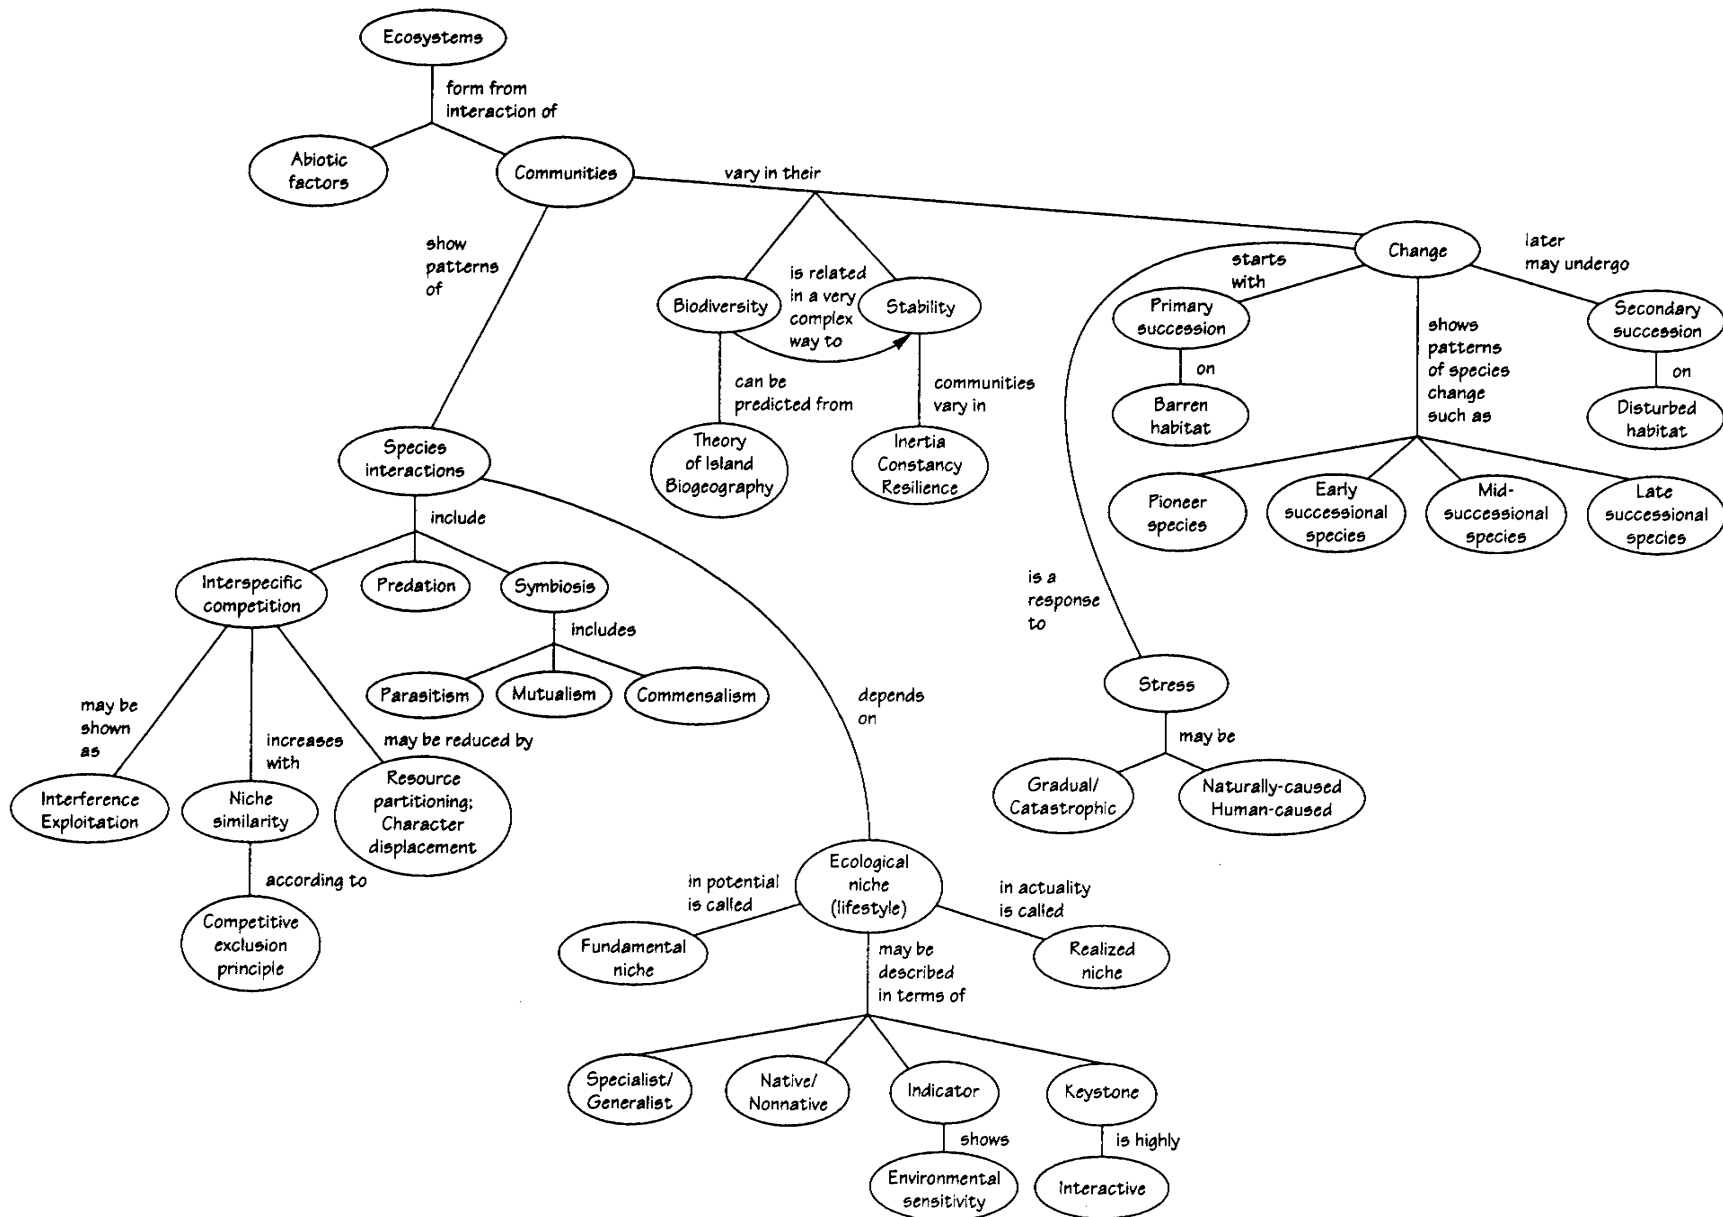 Ecosystems
form from
interaction of
Abiotic
factors
Communities
vary in their
show
patterns
of
Biodiversity
is related
in a very
complex
way to
Stability
can be
predicted from
communities
vary in
Theory
of Island
Biogeography
Inertia
Constancy
Resilience
Change
starts
with
later
may undergo
Primary
succession
on
Barren
habitat
shows
patterns
of species
change
such as
Secondary
succession
on
Disturbed
habitat
Pioneer
species
Early
successional
species
Mid-
successional
species
Late
successional
species
is a
response
to
Stress
may be
Gradual/
Catastrophic
Naturally-caused
Human-caused
Species
interactions
include
Interspecific
competition
Predation
Symbiosis
includes
Parasitism
Mutualism
Commensalism
may be
shown
as
increases
with
may be reduced by
Interference
Exploitation
Niche
similarity
Resource
partitioning;
Character
displacement
according to
Competitive
exclusion
principle
depends
on
Ecological
niche
(lifestyle)
in potential
is called
in actuality
is called
Fundamental
niche
Realized
niche
may be
described
in terms of
Specialist/
Generalist
Native/
Nonnative
Indicator
Keystone
shows
is highly
Environmental
sensitivity
Interactive